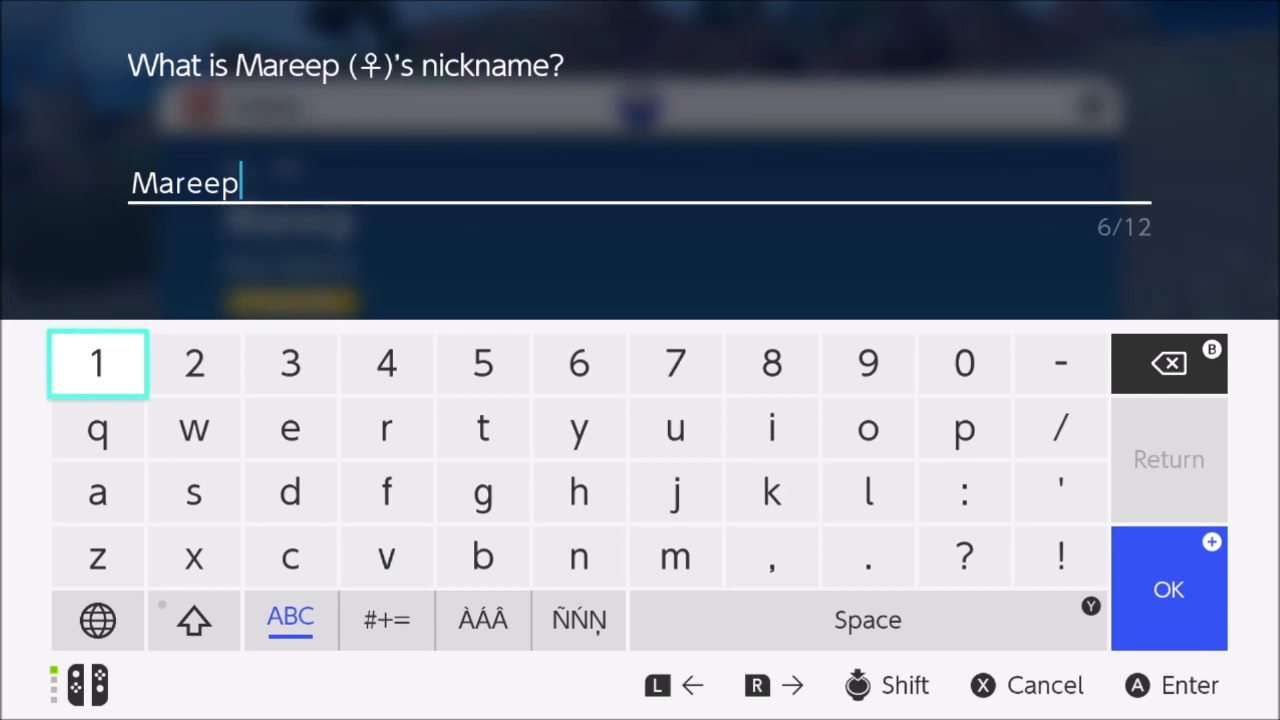 What is Mareep (♀)'s nickname?
Mareep
6/12
1 2 3 4 5 6 7 8 9 0 - B
q w e r t y u i o p /
Return
a s d f g h j k l : '
z x c v b n m , . ? ! +
OK
ABC #+= ÀÁÂ ÑŃŅ Space Y
L ← R → Shift X Cancel A Enter